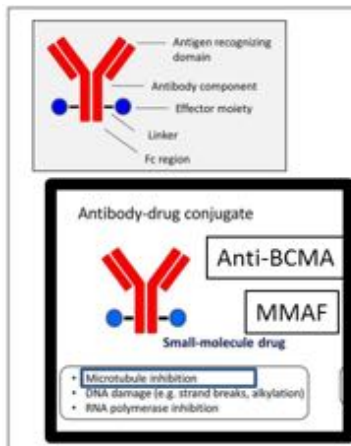 Antigen recognizing
domain
Antibody component
Effector moiety
Linker
Fc region
Antibody-drug conjugate
Anti-BCMA
MMAF
Small-molecule drug
• Microtubule inhibition
• DNA damage (e.g. strand breaks, alkylation)
• RNA polymerase inhibition